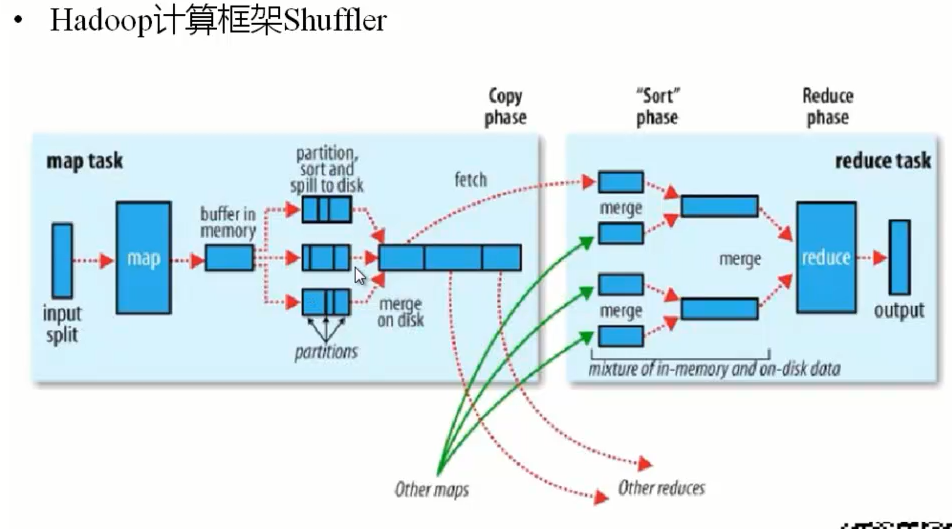 • Hadoop计算框架Shuffler
Copy
phase
"Sort"
phase
Reduce
phase
map task
partition,
sort and
spill to disk
fetch
reduce task
buffer in
memory
merge
map
merge
reduce
input
split
merge
on disk
merge
output
partitions
mixture of in-memory and on-disk data
Other maps
Other reduces